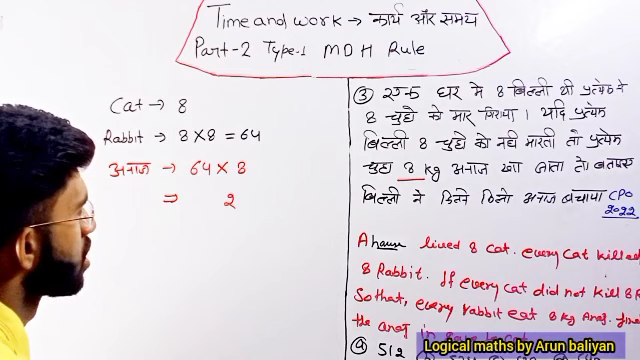 Time and work → कार्य और समय
Part-2 Type-1 MDH Rule
Cat → 8
Rabbit → 8×8 = 64
अनाज → 64 × 8
⇒ 2
③ एक घर मे 8 बिल्ली थी प्रत्येक ने
8 चुहो को मार गिराया । यदि प्रत्येक
बिल्ली 8 चुहो को नही मारती तो प्रत्येक
चुहा 8 kg अनाज खा जाता तो बताइए
बिल्ली ने कितने किलो अनाज बचाया CPO
2022
A house lived 8 cat. every cat killed
8 Rabbit. If every cat did not kill 8 R
So that, every rabbit eat 8 kg Anaj.
the anaj in
④ 512
Logical maths by Arun baliyan